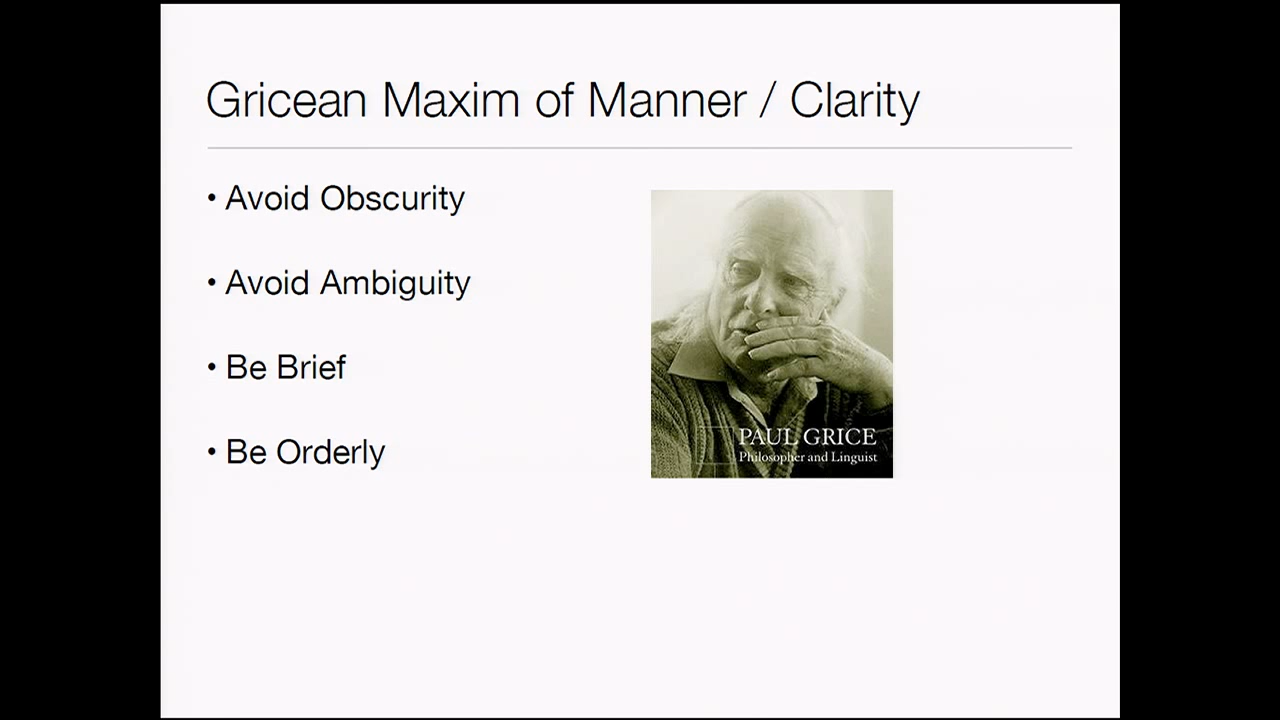 Gricean Maxim of Manner / Clarity
• Avoid Obscurity
• Avoid Ambiguity
• Be Brief
• Be Orderly
PAUL GRICE
Philosopher and Linguist